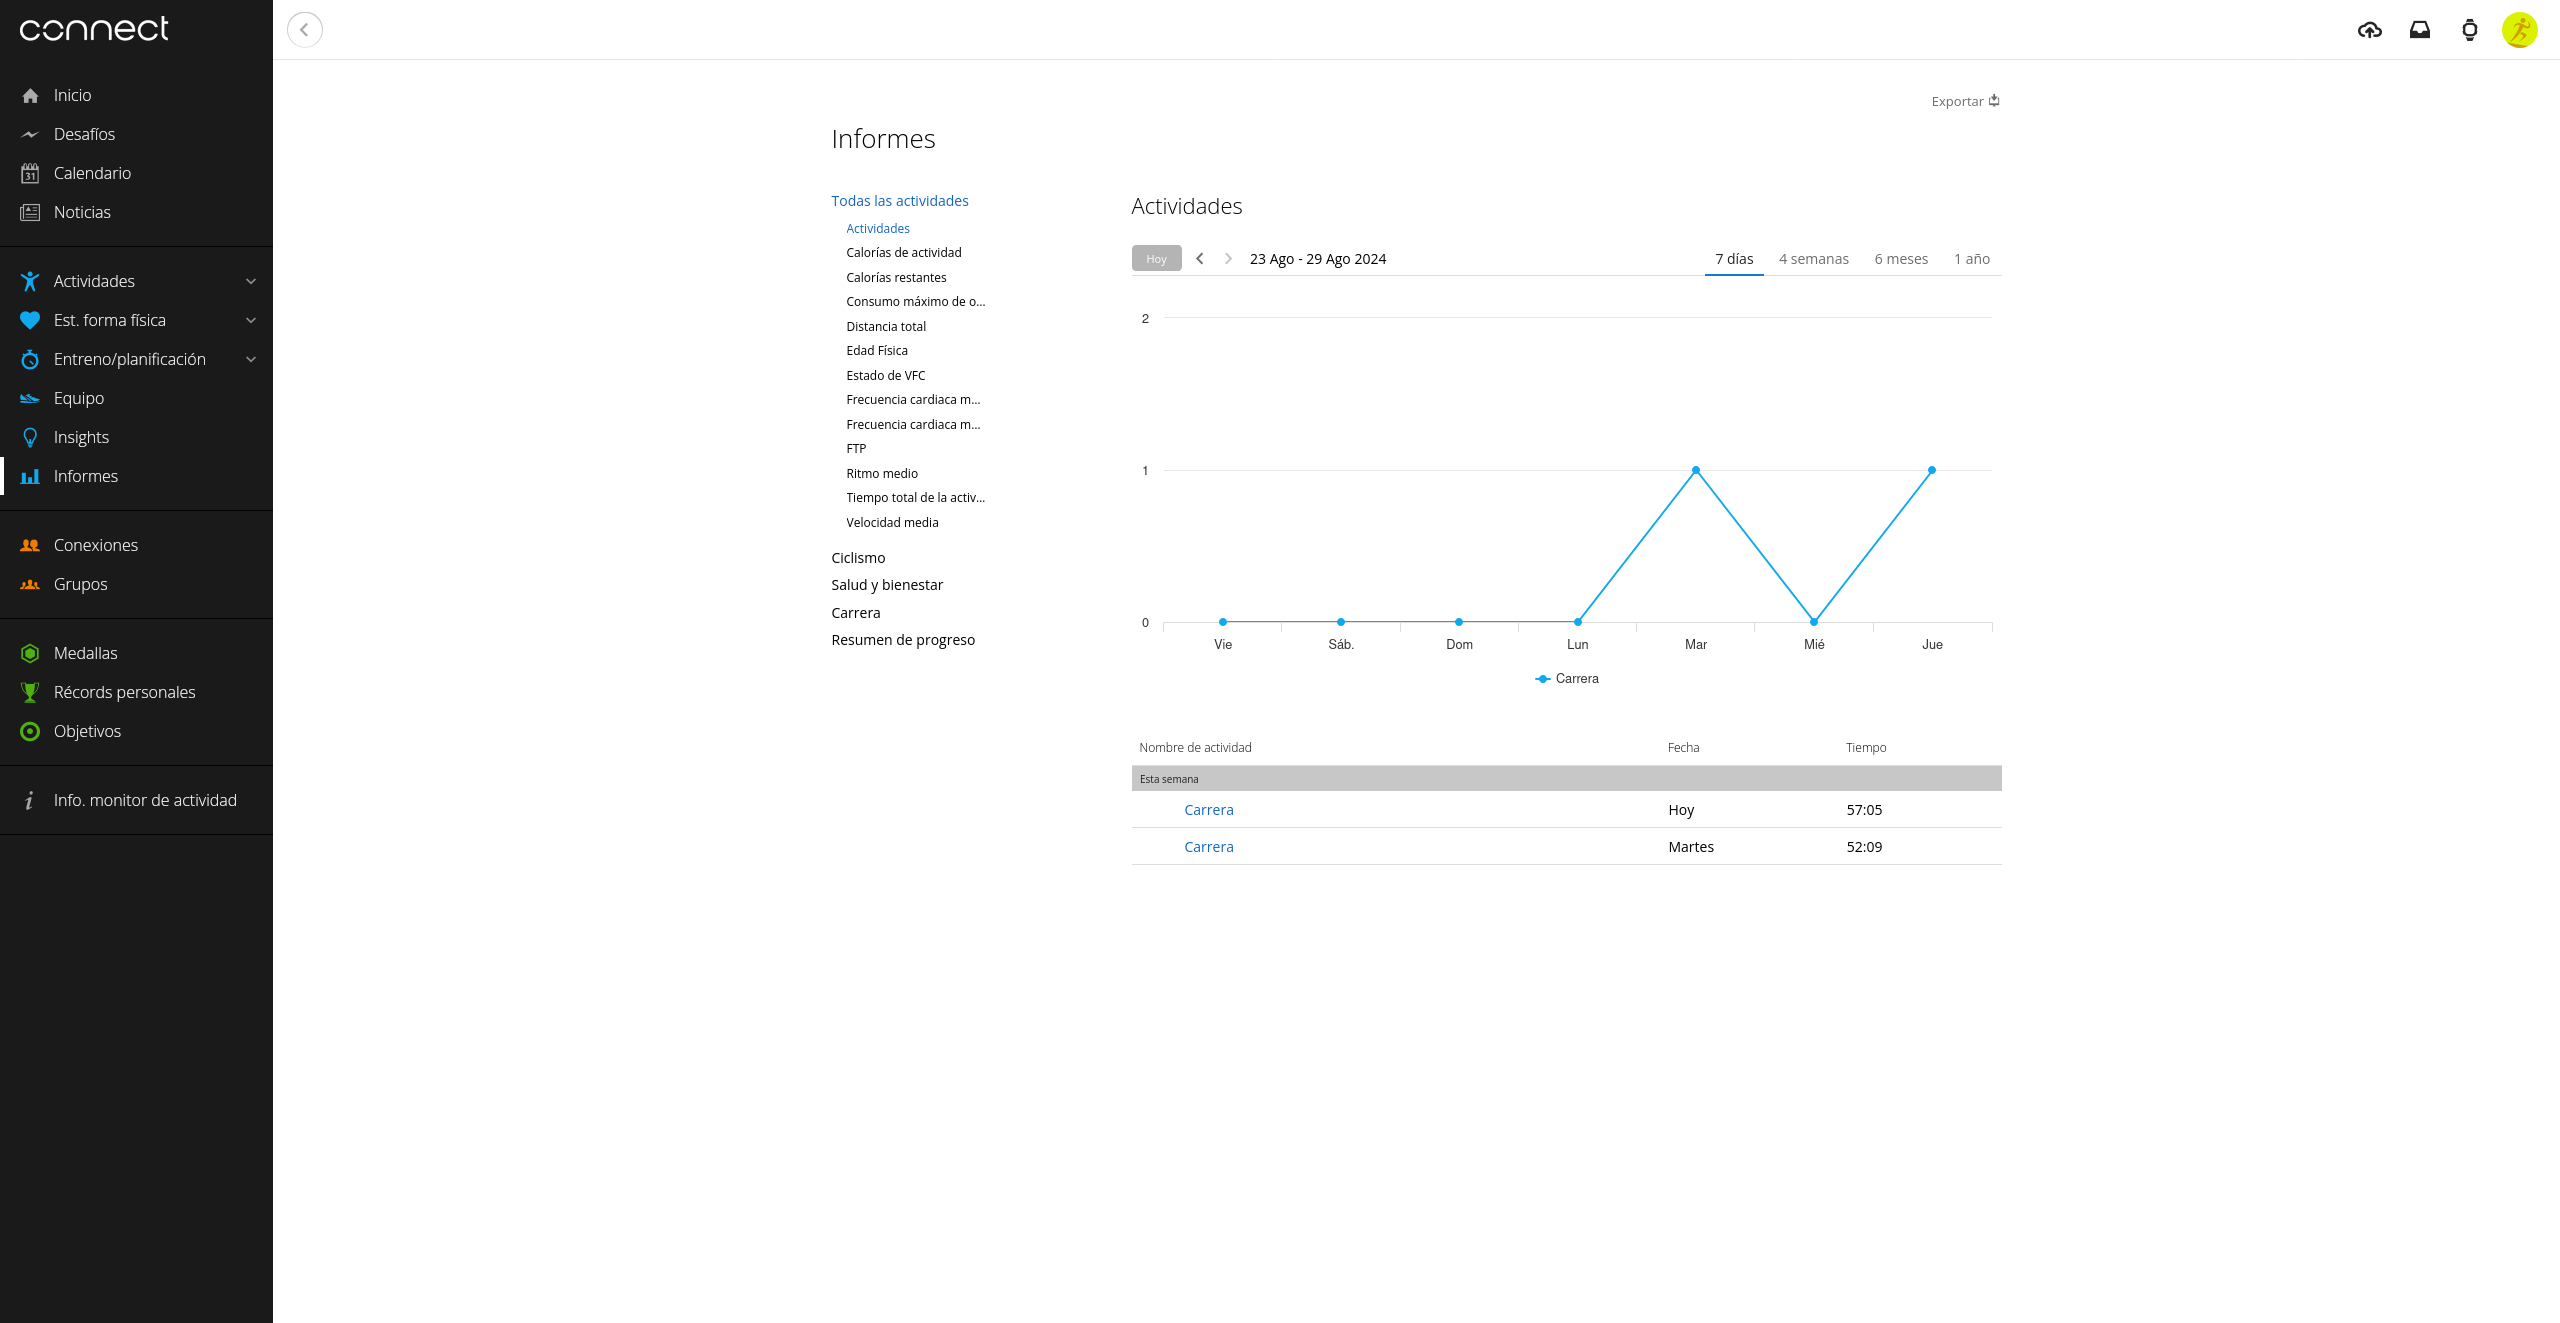 connect
Inicio
Desafíos
31
Calendario
Noticias
Actividades
Est. forma física
Entreno/planificación
Equipo
Insights
Informes
Conexiones
Grupos
Medallas
Récords personales
Objetivos
i
Info. monitor de actividad
Exportar
Informes
Todas las actividades
Actividades
Calorías de actividad
Calorías restantes
Consumo máximo de o...
Distancia total
Edad Física
Estado de VFC
Frecuencia cardiaca m...
Frecuencia cardiaca m...
FTP
Ritmo medio
Tiempo total de la activ...
Velocidad media
Ciclismo
Salud y bienestar
Carrera
Resumen de progreso
Actividades
Hoy 23 Ago - 29 Ago 2024 7 días 4 semanas 6 meses 1 año
2
1
0
Vie Sáb. Dom Lun Mar Mié Jue
Carrera
Nombre de actividad Fecha Tiempo
Esta semana
Carrera Hoy 57:05
Carrera Martes 52:09